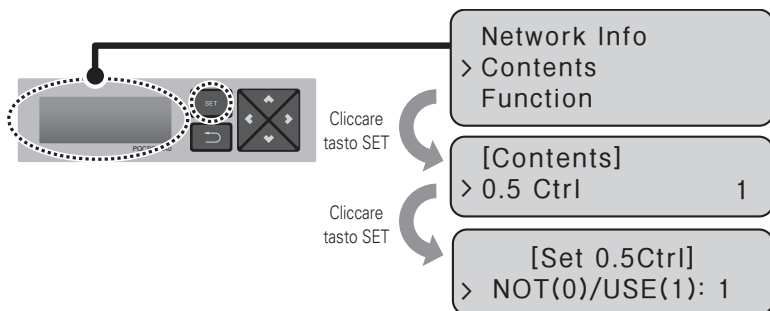 Network Info
> Contents
Function
SET
Cliccare
tasto SET
[Contents]
> 0.5 Ctrl 1
Cliccare
tasto SET
[Set 0.5Ctrl]
> NOT(0)/USE(1): 1